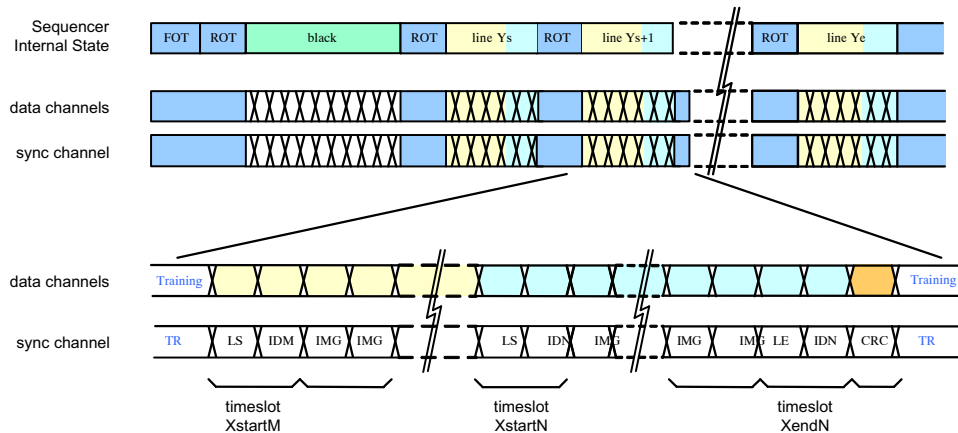 Sequencer
Internal State
FOT ROT black ROT line Ys ROT line Ys+1 ROT line Ye
data channels
sync channel
data channels Training Training
sync channel TR LS IDM IMG IMG LS IDN IMG IMG IMG LE IDN CRC TR
timeslot timeslot timeslot
XstartM XstartN XendN